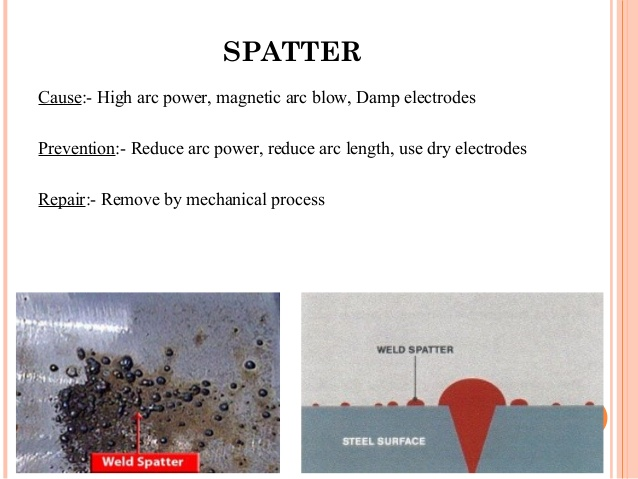 SPATTER
Cause:- High arc power, magnetic arc blow, Damp electrodes
Prevention:- Reduce arc power, reduce arc length, use dry electrodes
Repair:- Remove by mechanical process
WELD SPATTER
STEEL SURFACE
Weld Spatter